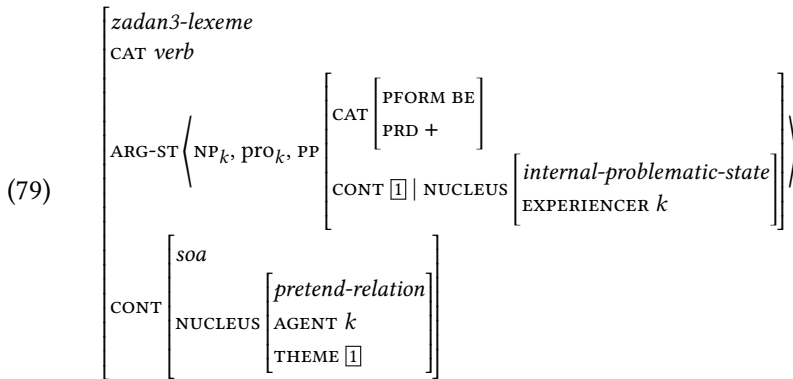 zadan3-lexeme
CAT verb
CAT [PFORM BE
PRD +]
ARG-ST ⟨NPk, prok, PP
(79)
CONT 1 | NUCLEUS [internal-problematic-state
EXPERIENCER k]⟩
soa
CONT
NUCLEUS [pretend-relation
AGENT k
THEME 1]